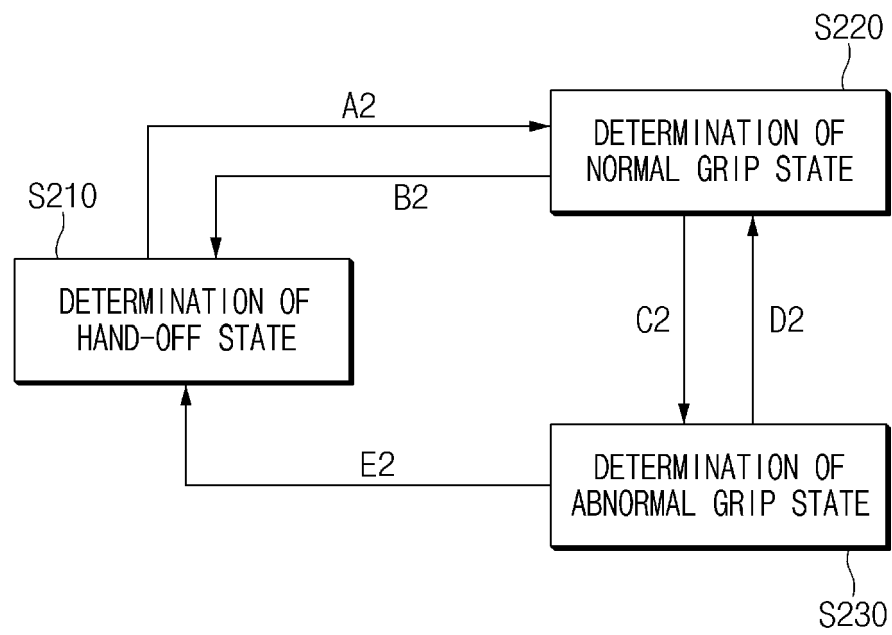 S220
A2
DETERMINATION OF
NORMAL GRIP STATE
B2
S210
DETERMINATION OF
HAND-OFF STATE
C2
D2
E2
DETERMINATION OF
ABNORMAL GRIP STATE
S230